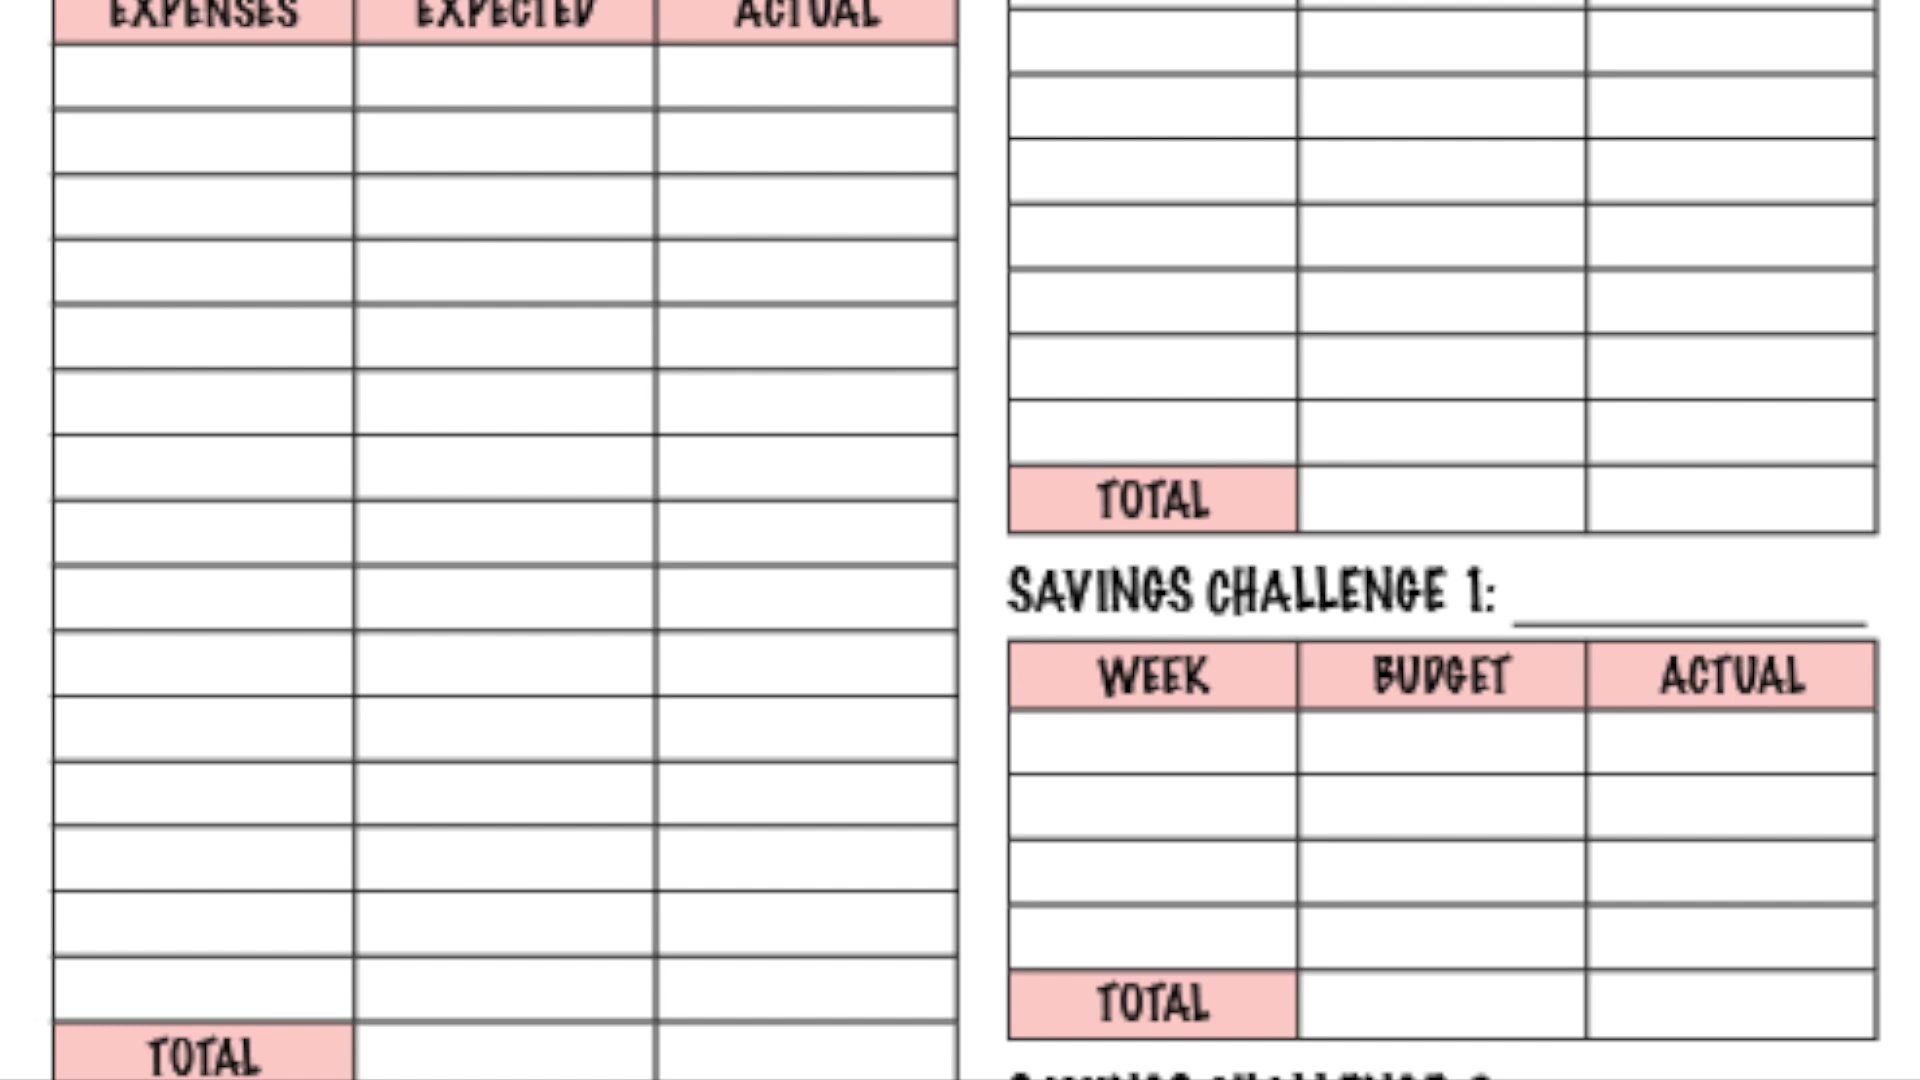 EXPENSES EXPECTED ACTUAL
TOTAL
TOTAL
SAVINGS CHALLENGE 1:
WEEK BUDGET ACTUAL
TOTAL